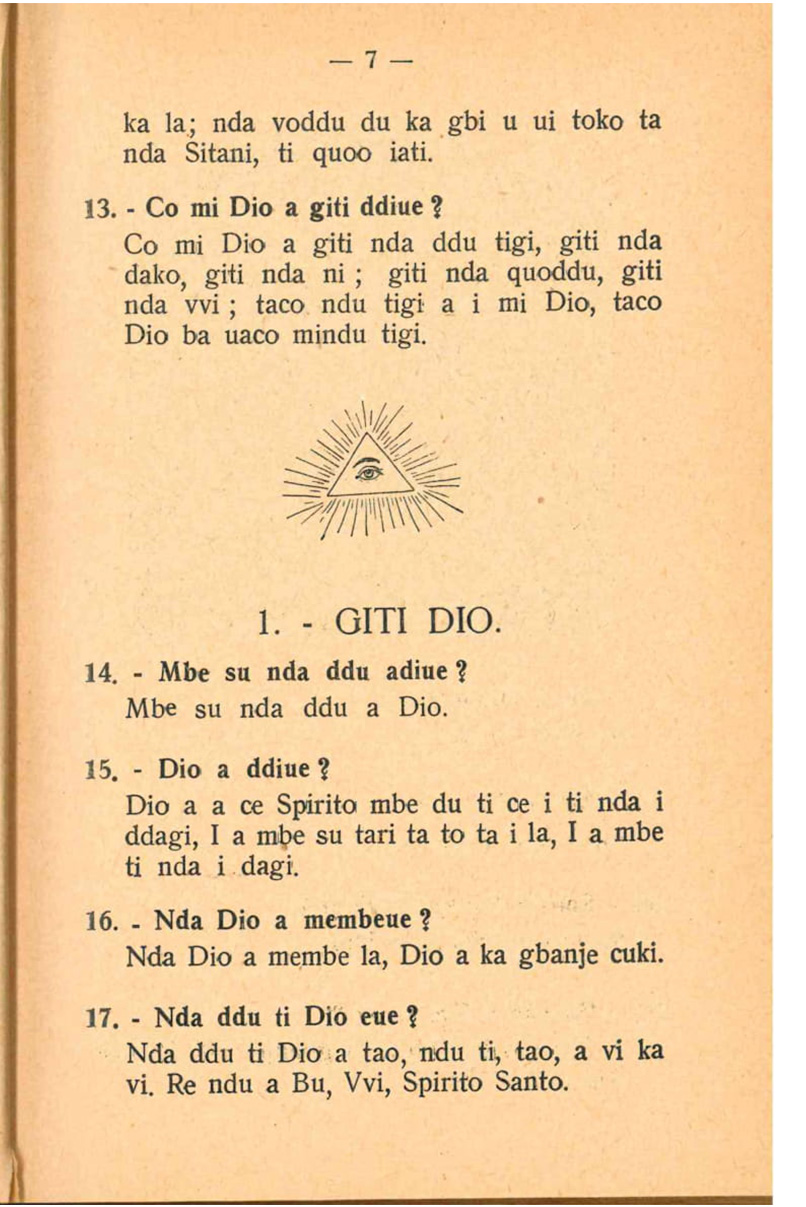 — 7 —
ka la; nda voddu du ka gbi u ui toko ta
nda Sitani, ti quoo iati.
13. - Co mi Dio a giti ddiue ?
Co mi Dio a giti nda ddu tigi, giti nda
dako, giti nda ni ; giti nda quoddu, giti
nda vvi ; taco ndu tigi a i mi Dio, taco
Dio ba uaco mindu tigi.
1. - GITI DIO.
14. - Mbe su nda ddu adiue ?
Mbe su nda ddu a Dio.
15. - Dio a ddiue ?
Dio a a ce Spirito mbe du ti ce i ti nda i
ddagi, I a mbe su tari ta to ta i la, I a mbe
ti nda i dagi.
16. - Nda Dio a membeue ?
Nda Dio a membe la, Dio a ka gbanje cuki.
17. - Nda ddu ti Dio eue ?
Nda ddu ti Dio a tao, ndu ti, tao, a vi ka
vi. Re ndu a Bu, Vvi, Spirito Santo.